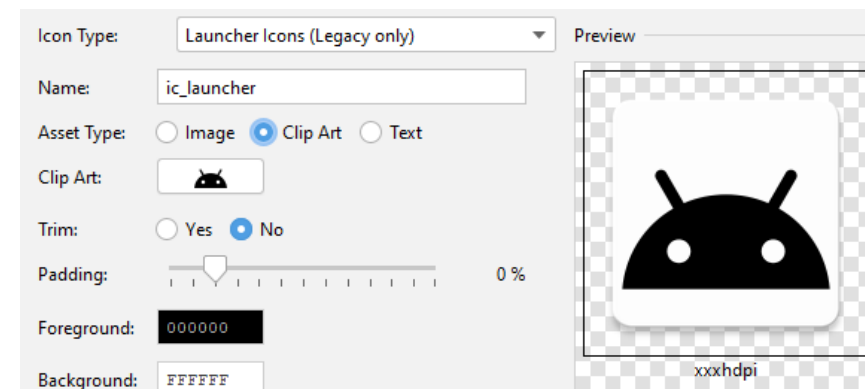 Icon Type: Launcher Icons (Legacy only) Preview
Name: ic_launcher
Asset Type: Image Clip Art Text
Clip Art:
Trim: Yes No
Padding: 0 %
Foreground: 000000
Background: FFFFFF
xxxhdpi